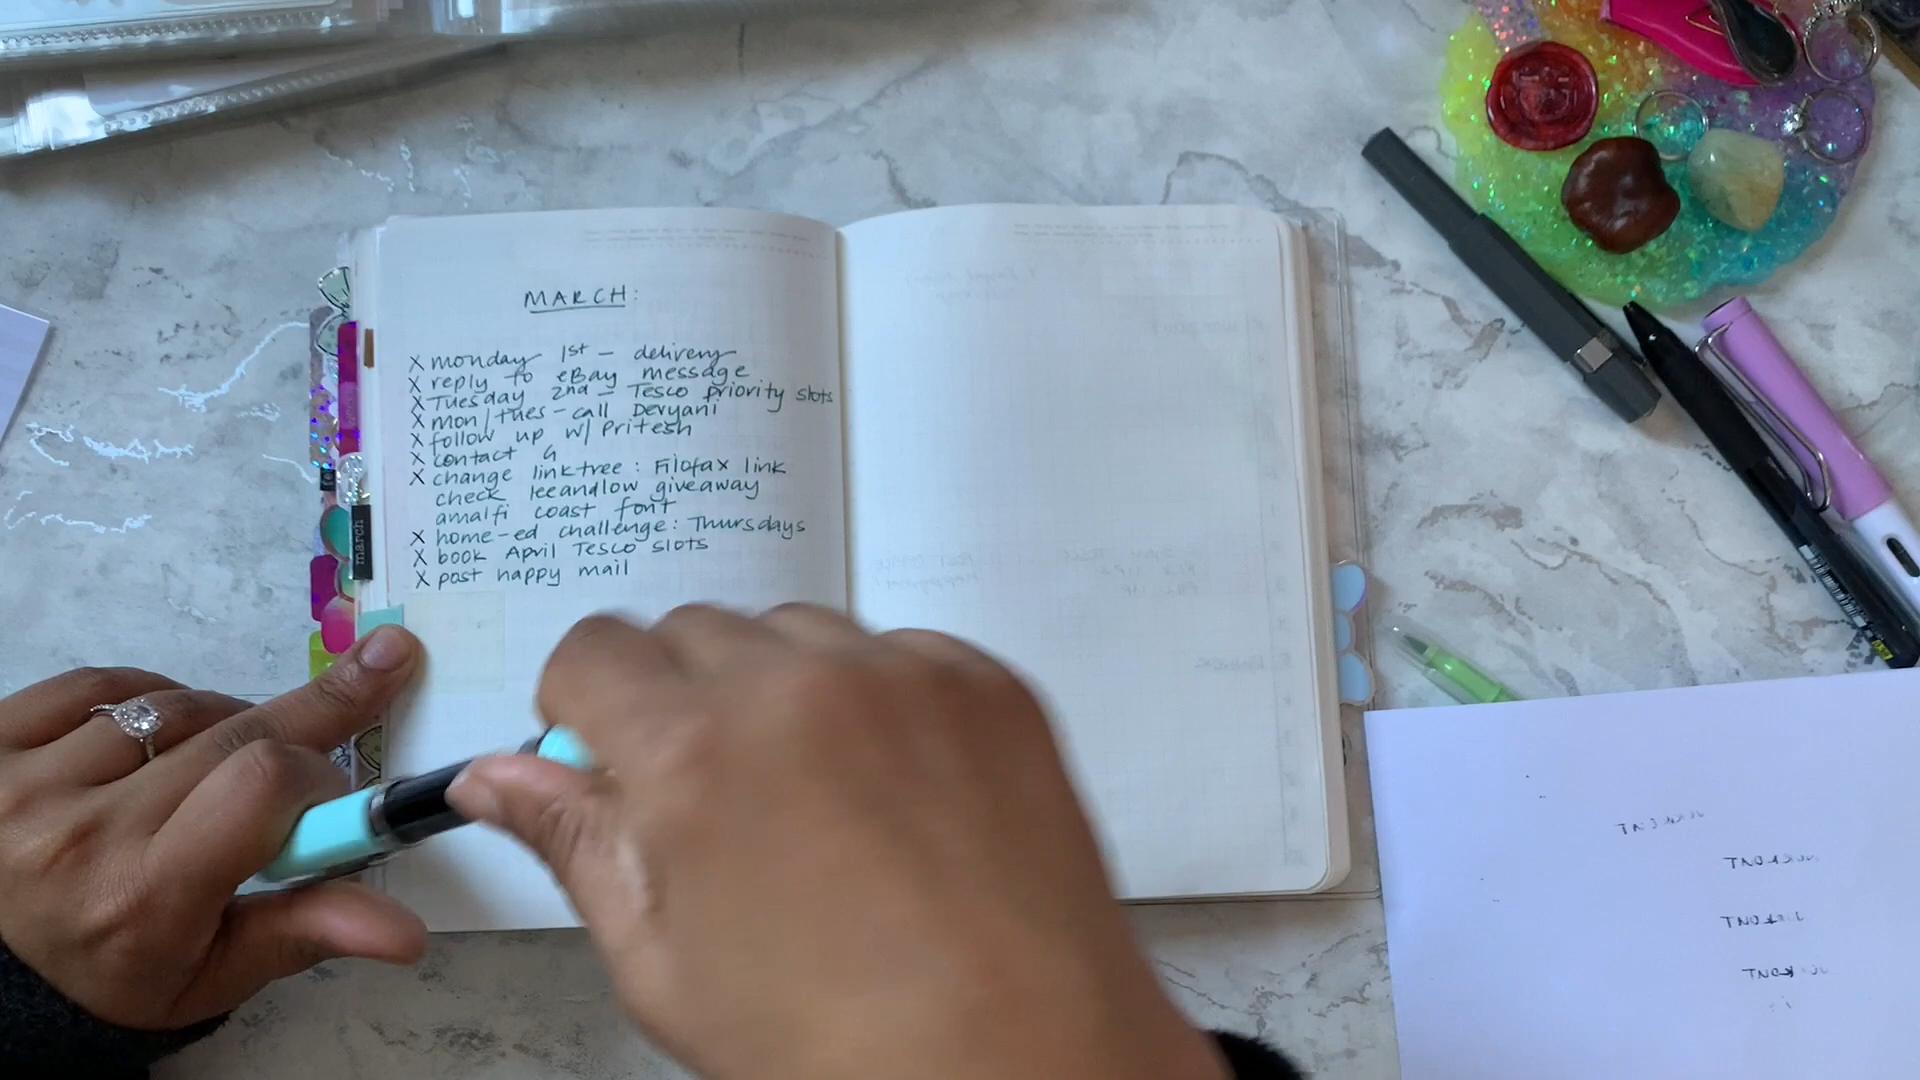 MARCH:
X monday 1st - delivery
X reply to eBay message
X Tuesday 2nd - Tesco priority slots
X mon/tues - call Devyani
X follow up w/ Pritesh
X contact G
X change linktree: Filofax link
check leeandlow giveaway
amalfi coast font
X home-ed challenge: Thursdays
X book April Tesco slots
X post happy mail
march